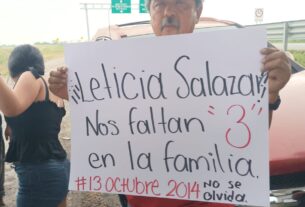 Leticia Salazar
Nos faltan "3"
en la familia.
#13 octubre 2014 no se
olvida.